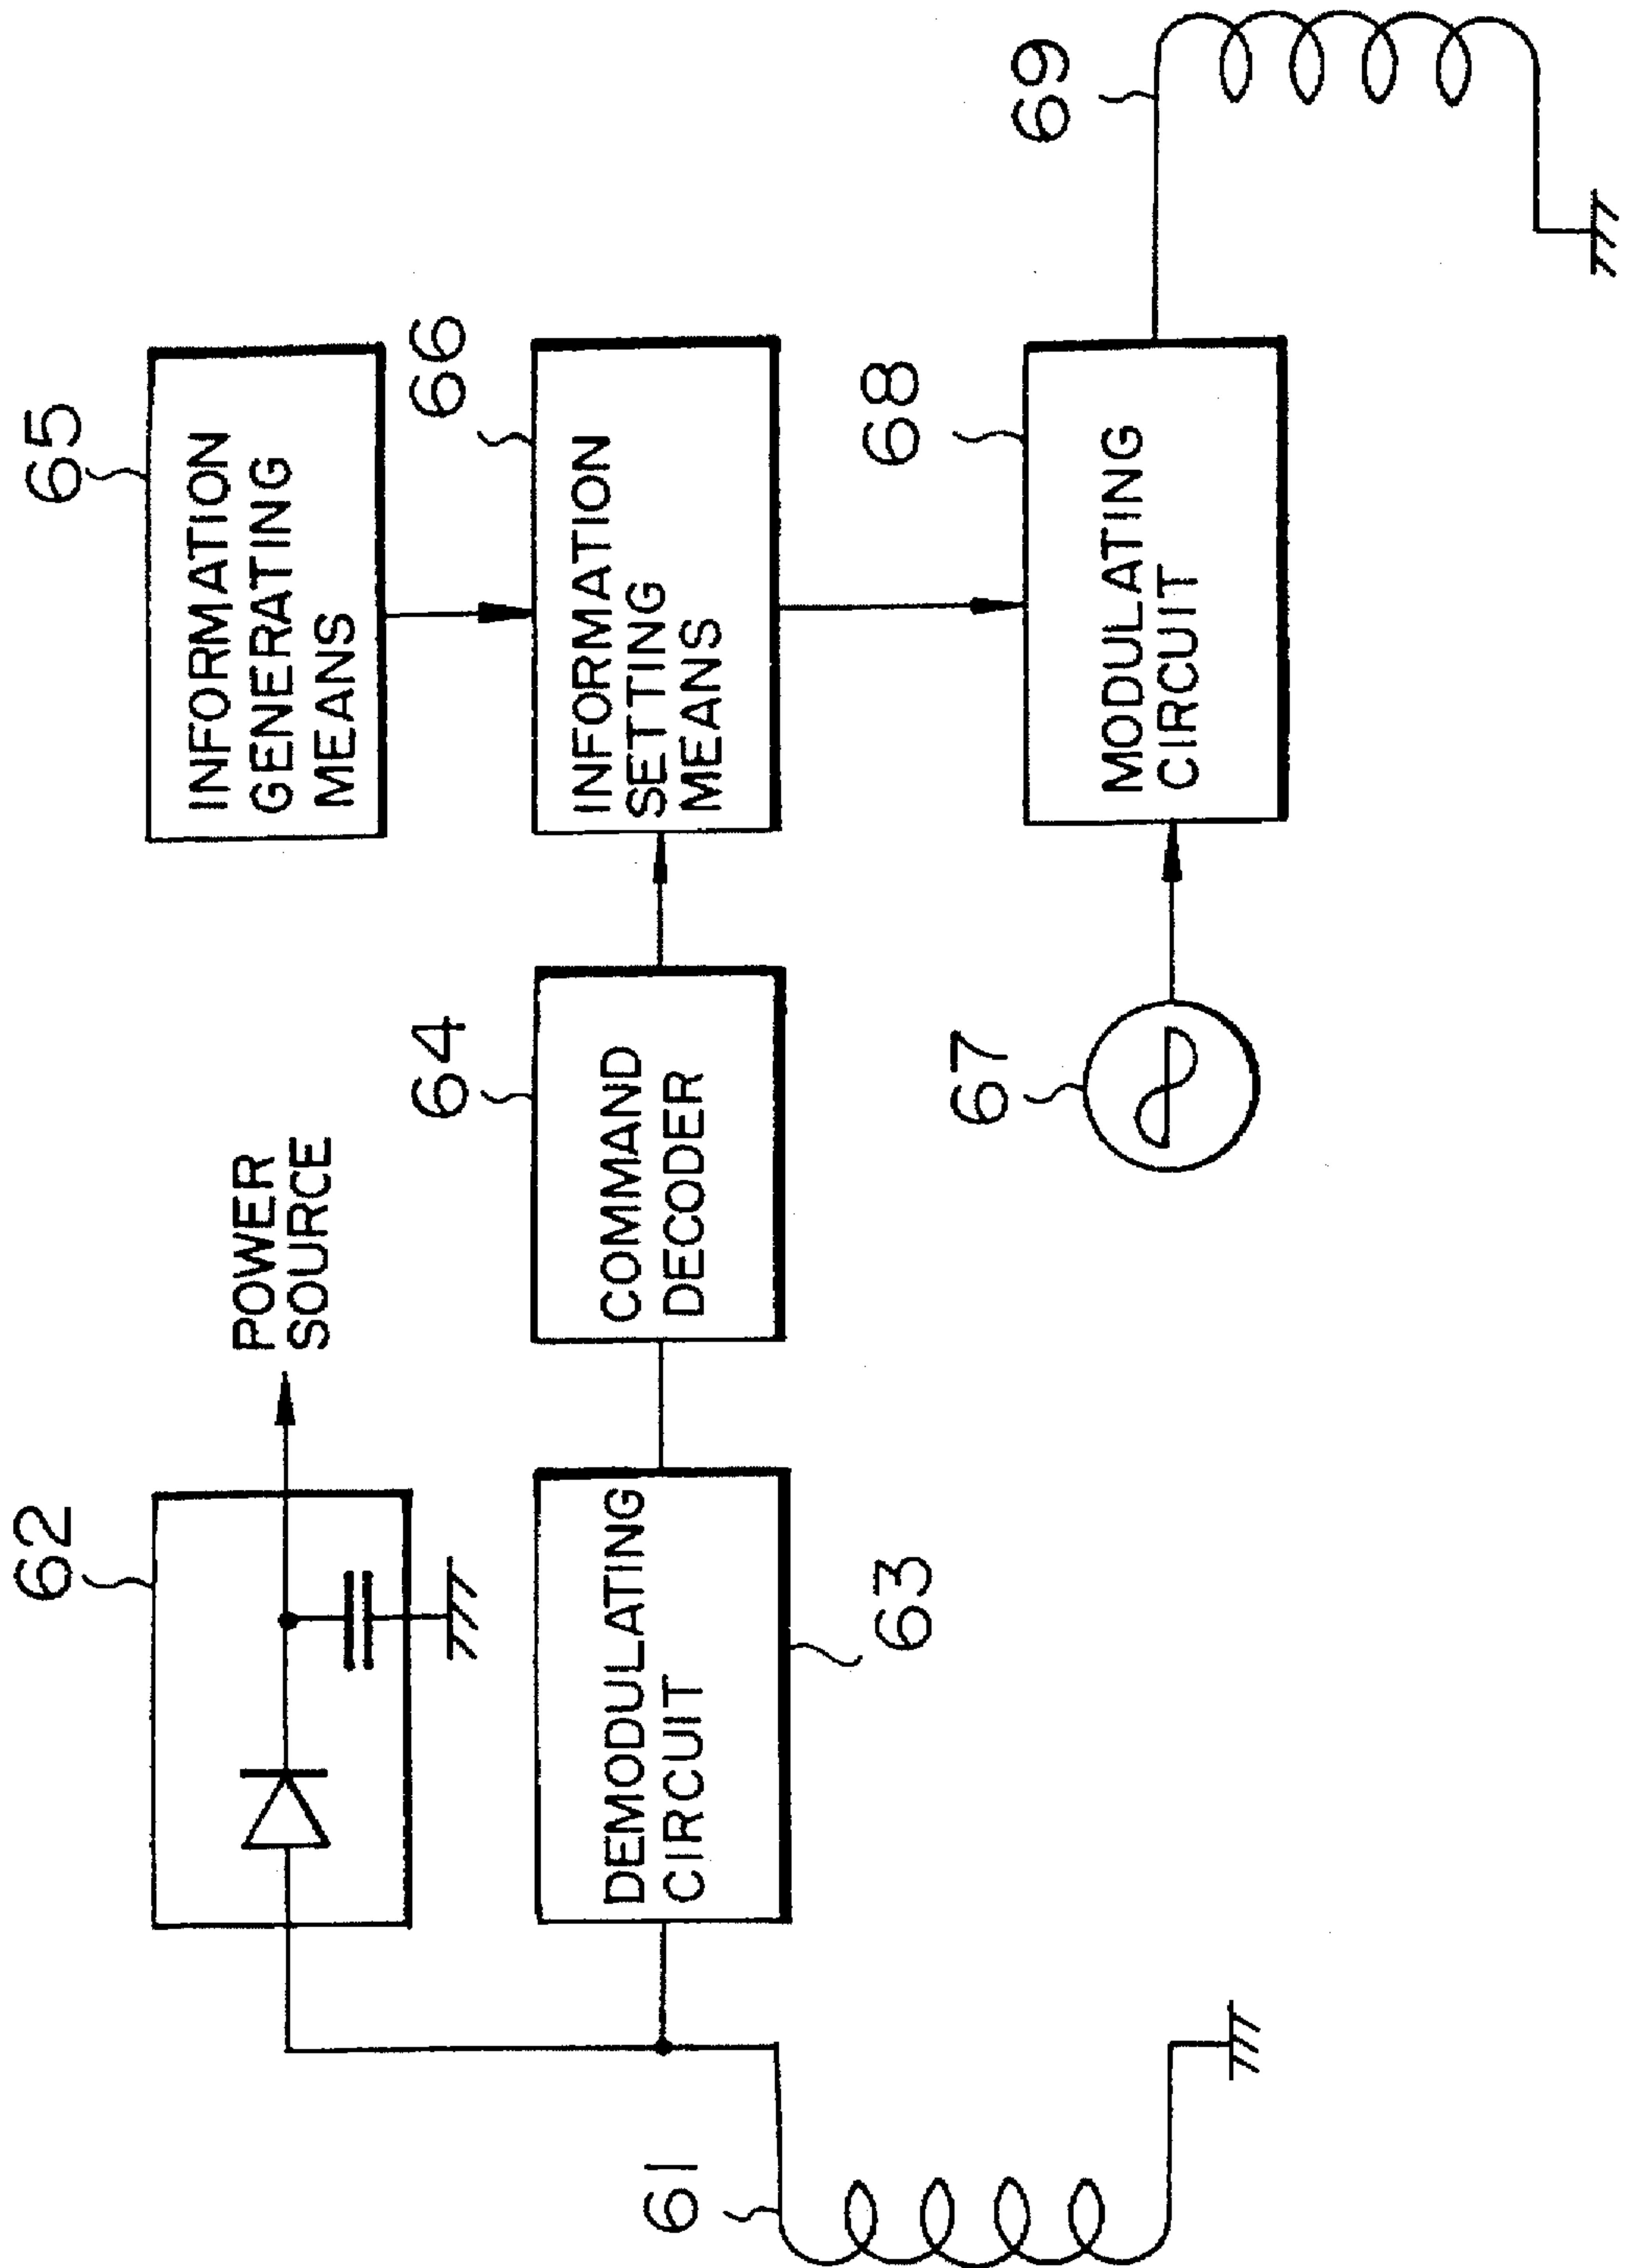 65
INFORMATION
GENERATING
MEANS
62
POWER
SOURCE
64
66
COMMAND
DECODER
INFORMATION
SETTING
MEANS
DEMODULATING
CIRCUIT
63
61
67
68
MODULATING
CIRCUIT
69